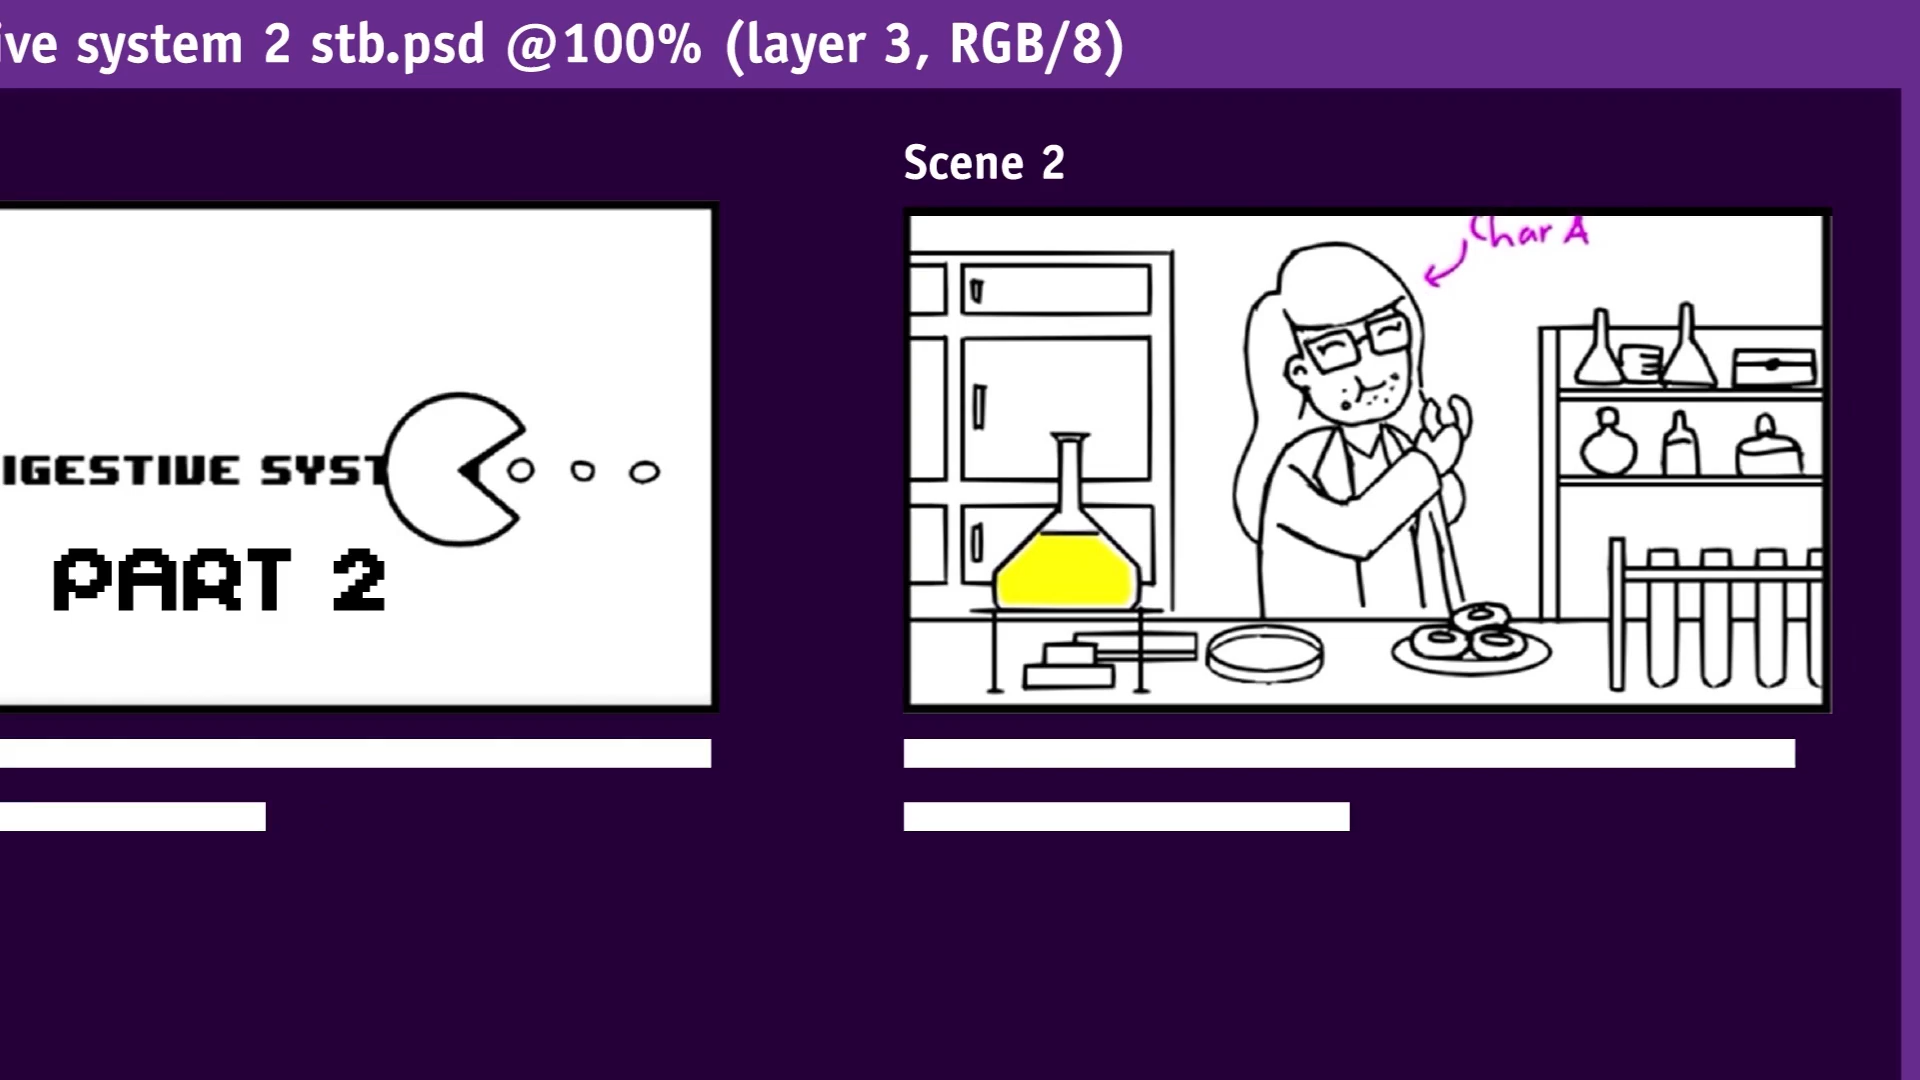 ive system 2 stb.psd @100% (layer 3, RGB/8)
Scene 2
Char A
IGESTIVE SYST
PART 2